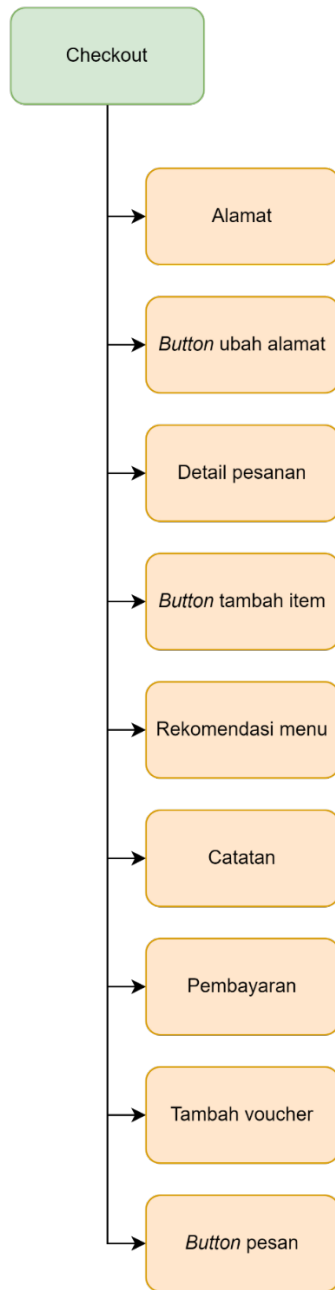 Checkout
Alamat
Button ubah alamat
Detail pesanan
Button tambah item
Rekomendasi menu
Catatan
Pembayaran
Tambah voucher
Button pesan